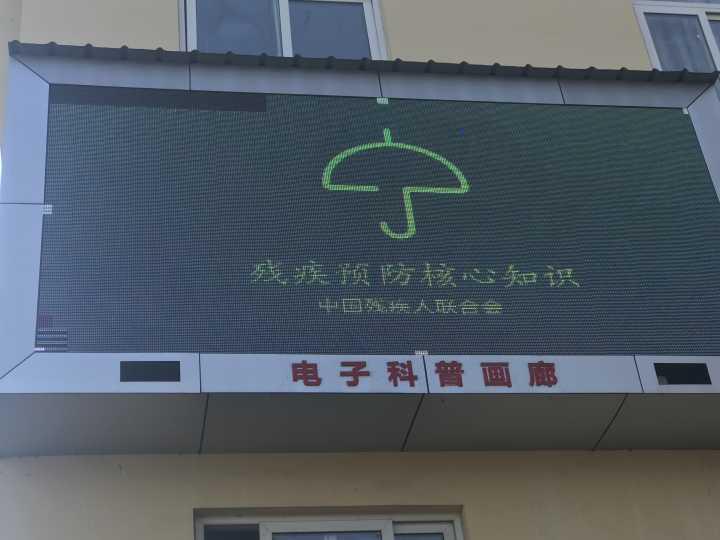 残疾预防核心知识
中国残疾人联合会
电子科普画廊